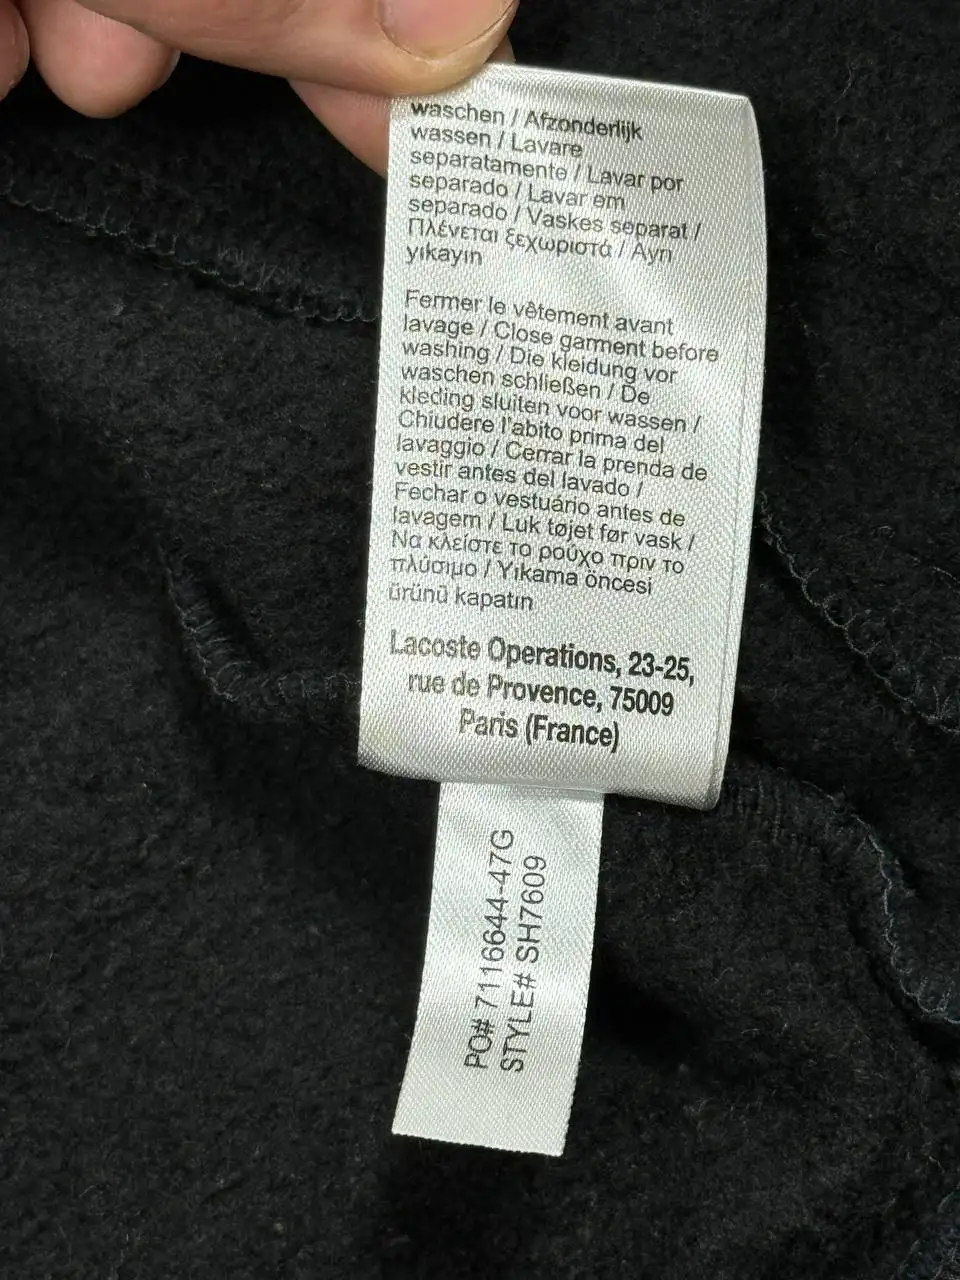 waschen / Afzonderlijk
wassen / Lavare
separatamente / Lavar por
separado / Lavar em
separado / Vaskes separat /
Πλένεται ξεχωριστά / Ayrı
yıkayın
Fermer le vêtement avant
lavage / Close garment before
washing / Die kleidung vor
waschen schließen / De
kleding sluiten voor wassen /
Chiudere l'abito prima del
lavaggio / Cerrar la prenda de
vestir antes del lavado /
Fechar o vestuário antes de
lavagem / Luk tøjet før vask /
Να κλείστε το ρούχο πριν το
πλύσιμο / Yıkama öncesi
ürünü kapatın
Lacoste Operations, 23-25,
rue de Provence, 75009
Paris (France)
PO# 7116644-47G
STYLE# SH7609